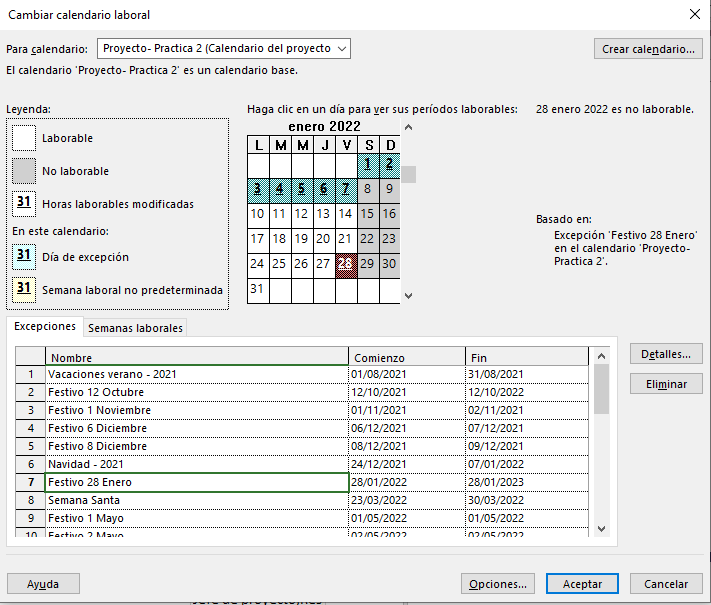 Cambiar calendario laboral
Para calendario: Proyecto- Practica 2 (Calendario del proyecto Crear calendario...
El calendario 'Proyecto- Practica 2' es un calendario base.
Leyenda:
Laborable
No laborable
31 Horas laborables modificadas
En este calendario:
31 Día de excepción
31 Semana laboral no predeterminada
Haga clic en un día para ver sus períodos laborables:
enero 2022
L M M J V S D
1 2
3 4 5 6 7 8 9
10 11 12 13 14 15 16
17 18 19 20 21 22 23
24 25 26 27 28 29 30
31
28 enero 2022 es no laborable.
Basado en:
Excepción 'Festivo 28 Enero'
en el calendario 'Proyecto-
Practica 2'.
Excepciones Semanas laborales
Nombre Comienzo Fin
1 Vacaciones verano - 2021 01/08/2021 31/08/2021
2 Festivo 12 Octubre 12/10/2021 12/10/2022
3 Festivo 1 Noviembre 01/11/2021 02/11/2021
4 Festivo 6 Diciembre 06/12/2021 07/12/2021
5 Festivo 8 Diciembre 08/12/2021 09/12/2021
6 Navidad - 2021 24/12/2021 07/01/2022
7 Festivo 28 Enero 28/01/2022 28/01/2023
8 Semana Santa 23/03/2022 30/03/2022
9 Festivo 1 Mayo 01/05/2022 01/05/2022
10 Festivo 2 Mayo 02/05/2022 02/05/2022
Detalles...
Eliminar
Ayuda Opciones... Aceptar Cancelar